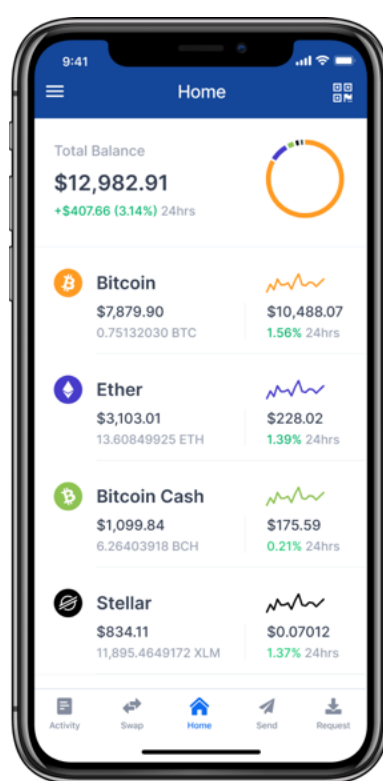 9:41
Home
Total Balance
$12,982.91
+$407.66 (3.14%) 24hrs
Bitcoin
$7,879.90 $10,488.07
0.75132030 BTC 1.56% 24hrs
Ether
$3,103.01 $228.02
13.60849925 ETH 1.39% 24hrs
Bitcoin Cash
$1,099.84 $175.59
6.26403918 BCH 0.21% 24hrs
Stellar
$834.11 $0.07012
11,895.4649172 XLM 1.37% 24hrs
Activity Swap Home Send Request